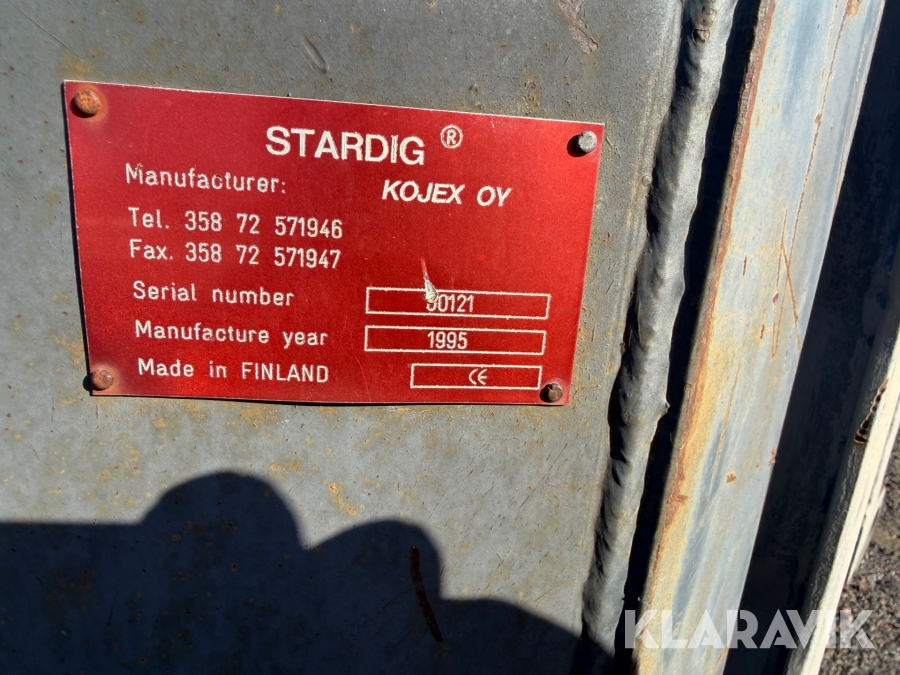 STARDIG ®
Manufacturer: KOJEX OY
Tel. 358 72 571946
Fax. 358 72 571947
Serial number 00121
Manufacture year 1995
Made in FINLAND CE
KLARAVIK